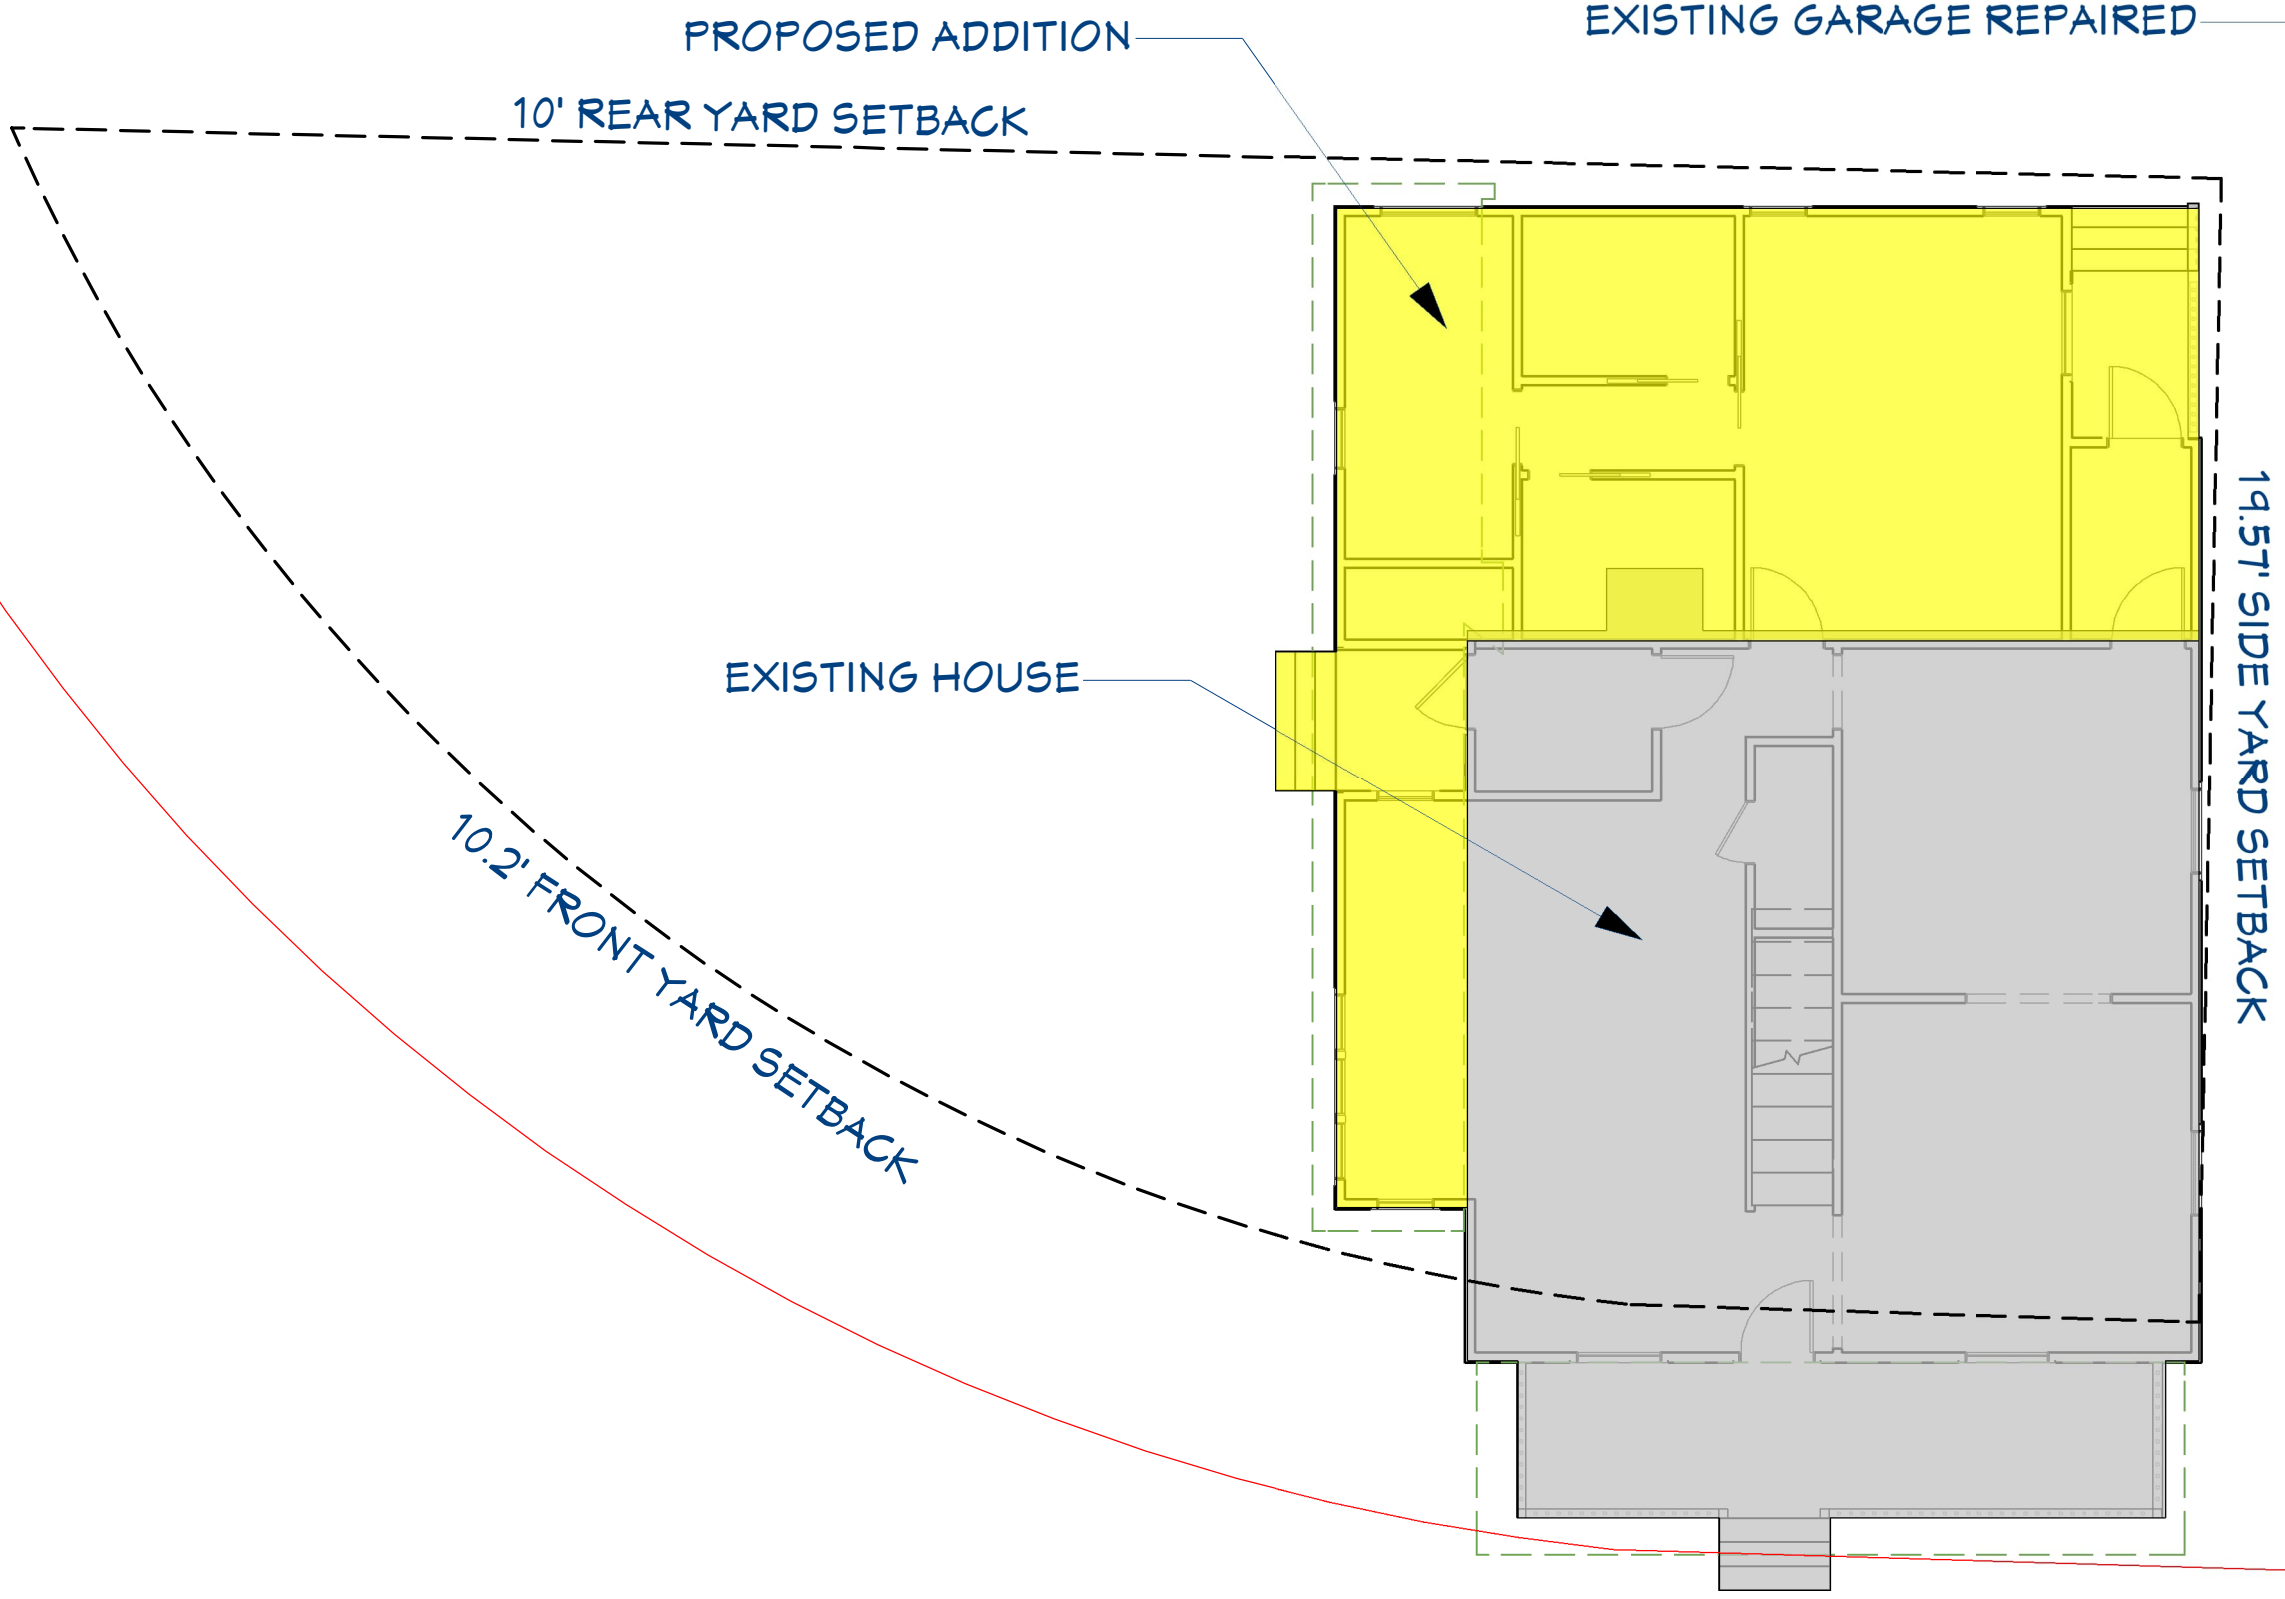 PROPOSED ADDITION
EXISTING GARAGE REPAIRED
10' REAR YARD SETBACK
19.57' SIDE YARD SETBACK
EXISTING HOUSE
10.2' FRONT YARD SETBACK